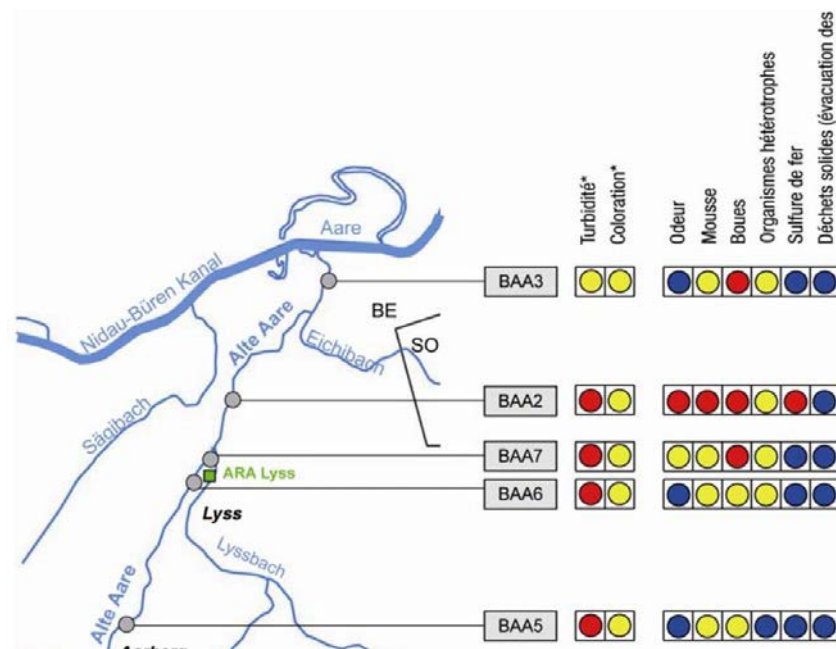 Turbidité*
Coloration*
Odeur
Mousse
Boues
Organismes hétérotrophes
Sulfure de fer
Déchets solides (évacuation des
Aare
Nidau-Büren Kanal
BAA3
BE
Alte Aare
SO
Eichibach
Sägibach
BAA2
BAA7
ARA Lyss
BAA6
Lyss
Lyssbach
Alte Aare
BAA5